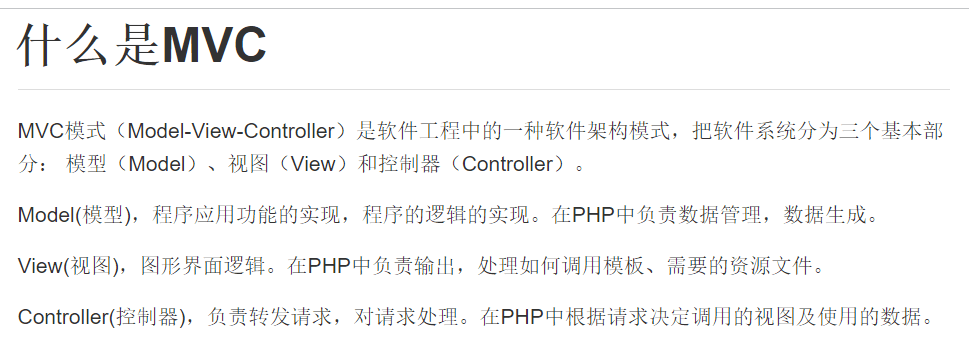 什么是MVC
MVC模式（Model-View-Controller）是软件工程中的一种软件架构模式，把软件系统分为三个基本部
分： 模型（Model）、视图（View）和控制器（Controller）。
Model(模型)，程序应用功能的实现，程序的逻辑的实现。在PHP中负责数据管理，数据生成。
View(视图)，图形界面逻辑。在PHP中负责输出，处理如何调用模板、需要的资源文件。
Controller(控制器)，负责转发请求，对请求处理。在PHP中根据请求决定调用的视图及使用的数据。